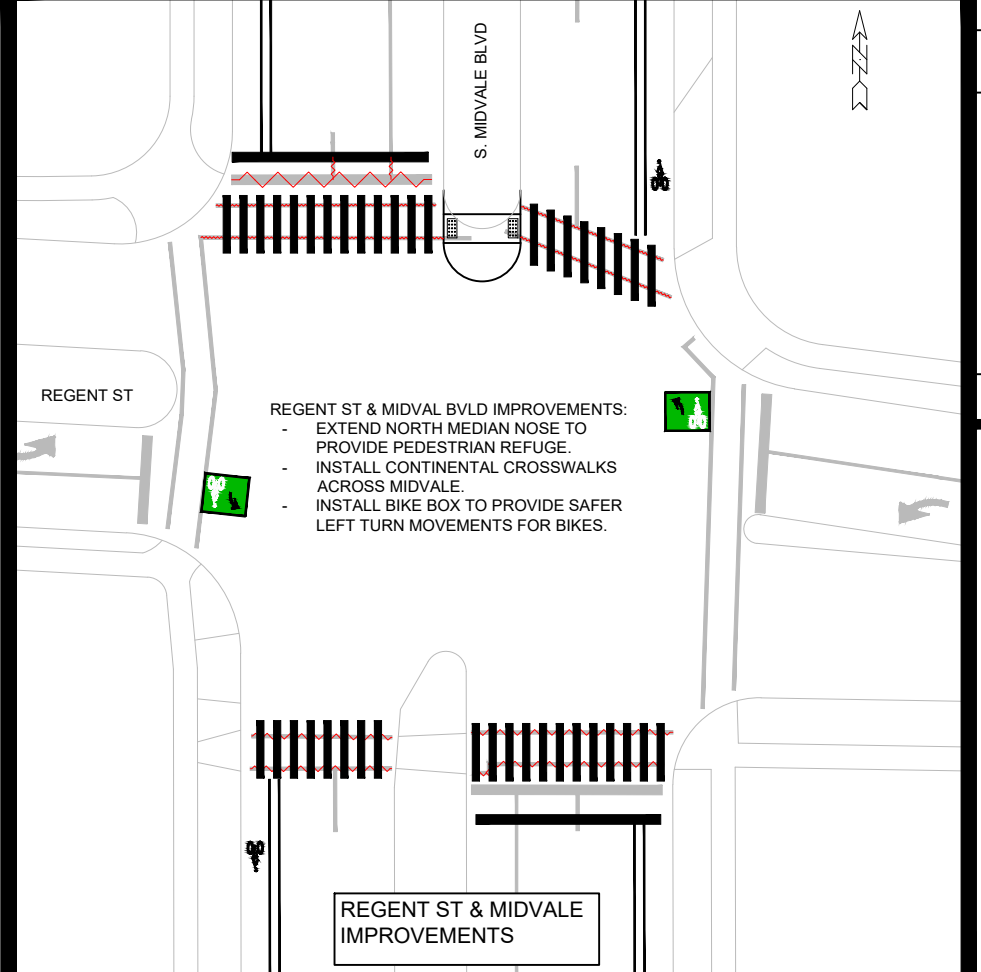 S. MIDVALE BLVD
N
REGENT ST
REGENT ST & MIDVAL BVLD IMPROVEMENTS:
- EXTEND NORTH MEDIAN NOSE TO
PROVIDE PEDESTRIAN REFUGE.
- INSTALL CONTINENTAL CROSSWALKS
ACROSS MIDVALE.
- INSTALL BIKE BOX TO PROVIDE SAFER
LEFT TURN MOVEMENTS FOR BIKES.
REGENT ST & MIDVALE
IMPROVEMENTS